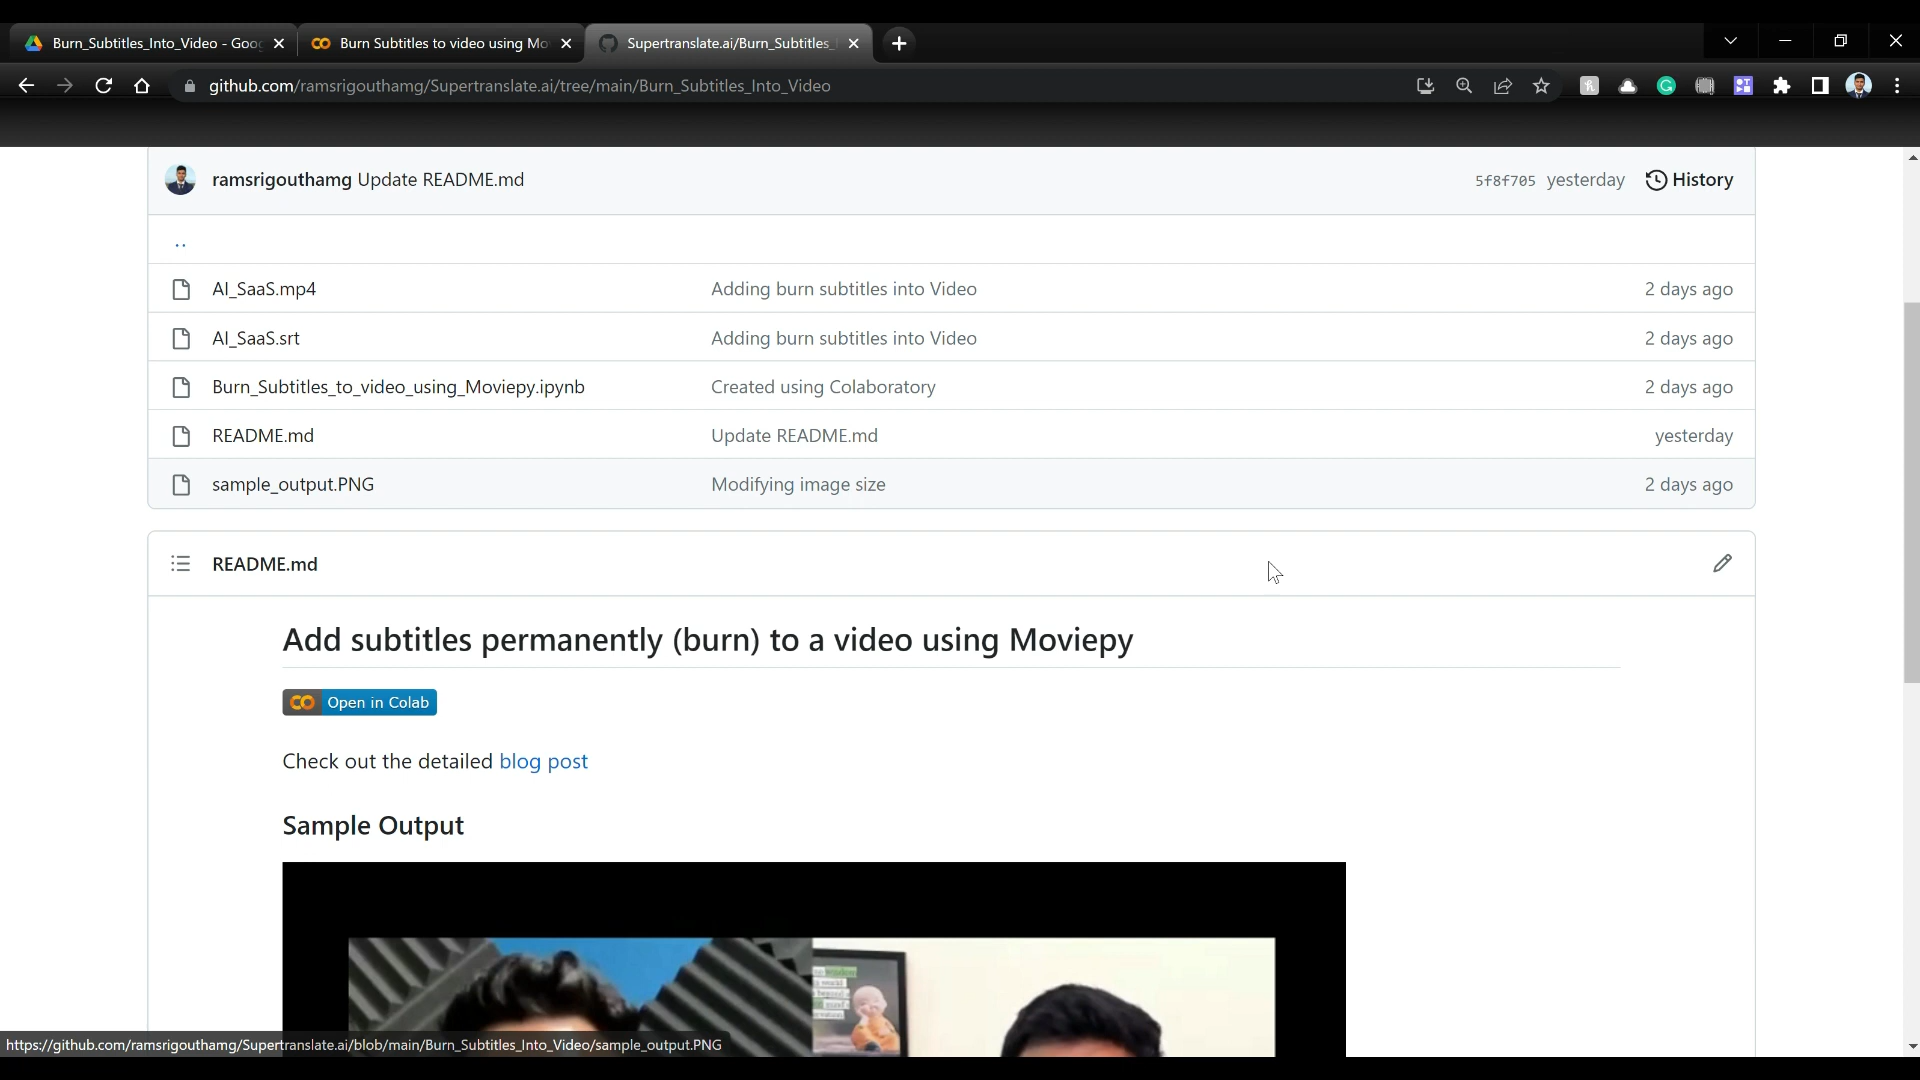 Burn_Subtitles_Into_Video - Goog
Burn Subtitles to video using Mo
Supertranslate.ai/Burn_Subtitles_
github.com/ramsrigouthamg/Supertranslate.ai/tree/main/Burn_Subtitles_Into_Video
ramsrigouthamg Update README.md 5f8f705 yesterday History
..
AI_SaaS.mp4 Adding burn subtitles into Video 2 days ago
AI_SaaS.srt Adding burn subtitles into Video 2 days ago
Burn_Subtitles_to_video_using_Moviepy.ipynb Created using Colaboratory 2 days ago
README.md Update README.md yesterday
sample_output.PNG Modifying image size 2 days ago
README.md
Add subtitles permanently (burn) to a video using Moviepy
Open in Colab
Check out the detailed blog post
Sample Output
https://github.com/ramsrigouthamg/Supertranslate.ai/blob/main/Burn_Subtitles_Into_Video/sample_output.PNG